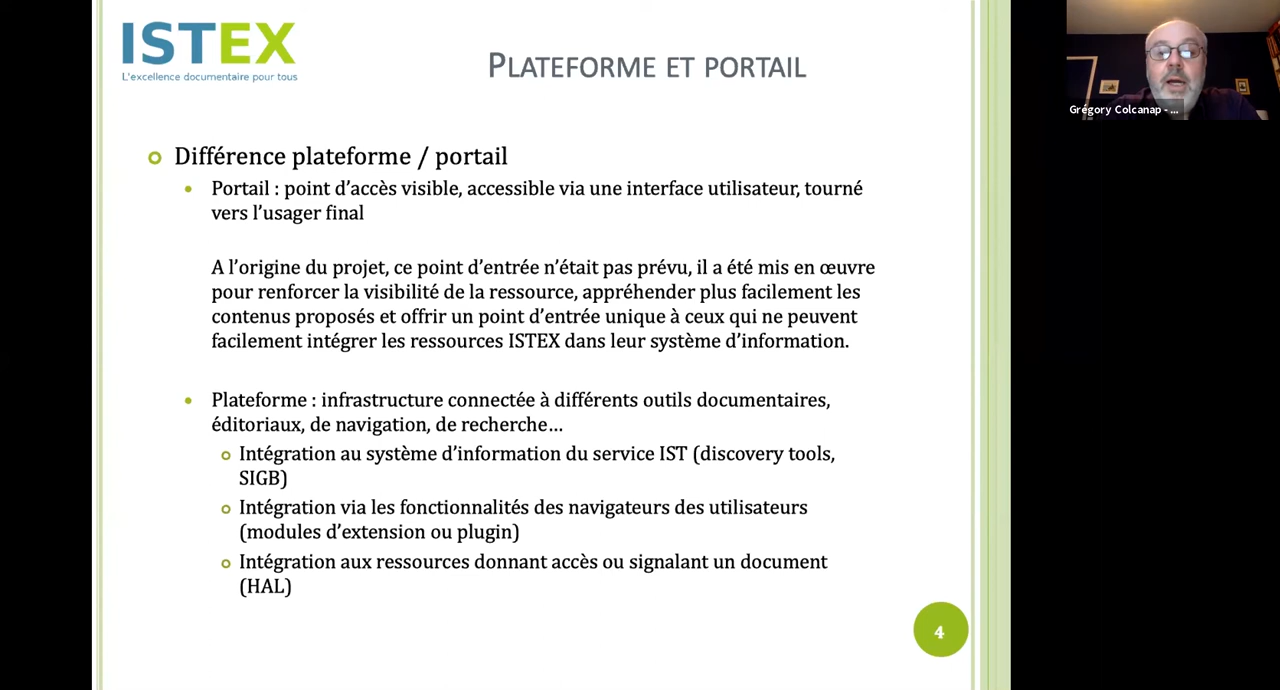 ISTEX
L'excellence documentaire pour tous
PLATEFORME ET PORTAIL
Grégory Colcanap - ...
Différence plateforme / portail
Portail : point d’accès visible, accessible via une interface utilisateur, tourné
vers l’usager final
A l’origine du projet, ce point d’entrée n’était pas prévu, il a été mis en œuvre
pour renforcer la visibilité de la ressource, appréhender plus facilement les
contenus proposés et offrir un point d’entrée unique à ceux qui ne peuvent
facilement intégrer les ressources ISTEX dans leur système d’information.
Plateforme : infrastructure connectée à différents outils documentaires,
éditoriaux, de navigation, de recherche…
Intégration au système d’information du service IST (discovery tools,
SIGB)
Intégration via les fonctionnalités des navigateurs des utilisateurs
(modules d’extension ou plugin)
Intégration aux ressources donnant accès ou signalant un document
(HAL)
4